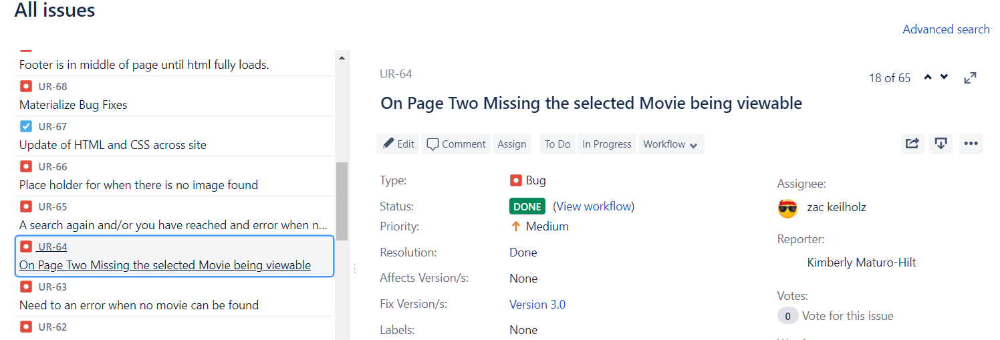 All issues
Advanced search
Footer is in middle of page until html fully loads.
UR-68
Materialize Bug Fixes
UR-67
Update of HTML and CSS across site
UR-66
Place holder for when there is no image found
UR-65
A search again and/or you have reached and error when n...
UR-64
On Page Two Missing the selected Movie being viewable
UR-63
Need to an error when no movie can be found
UR-62
UR-64
18 of 65
On Page Two Missing the selected Movie being viewable
Edit Comment Assign To Do In Progress Workflow
Type: Bug
Status: DONE (View workflow)
Priority: Medium
Resolution: Done
Affects Version/s: None
Fix Version/s: Version 3.0
Labels: None
Assignee:
zac keilholz
Reporter:
Kimberly Maturo-Hilt
Votes:
0 Vote for this issue